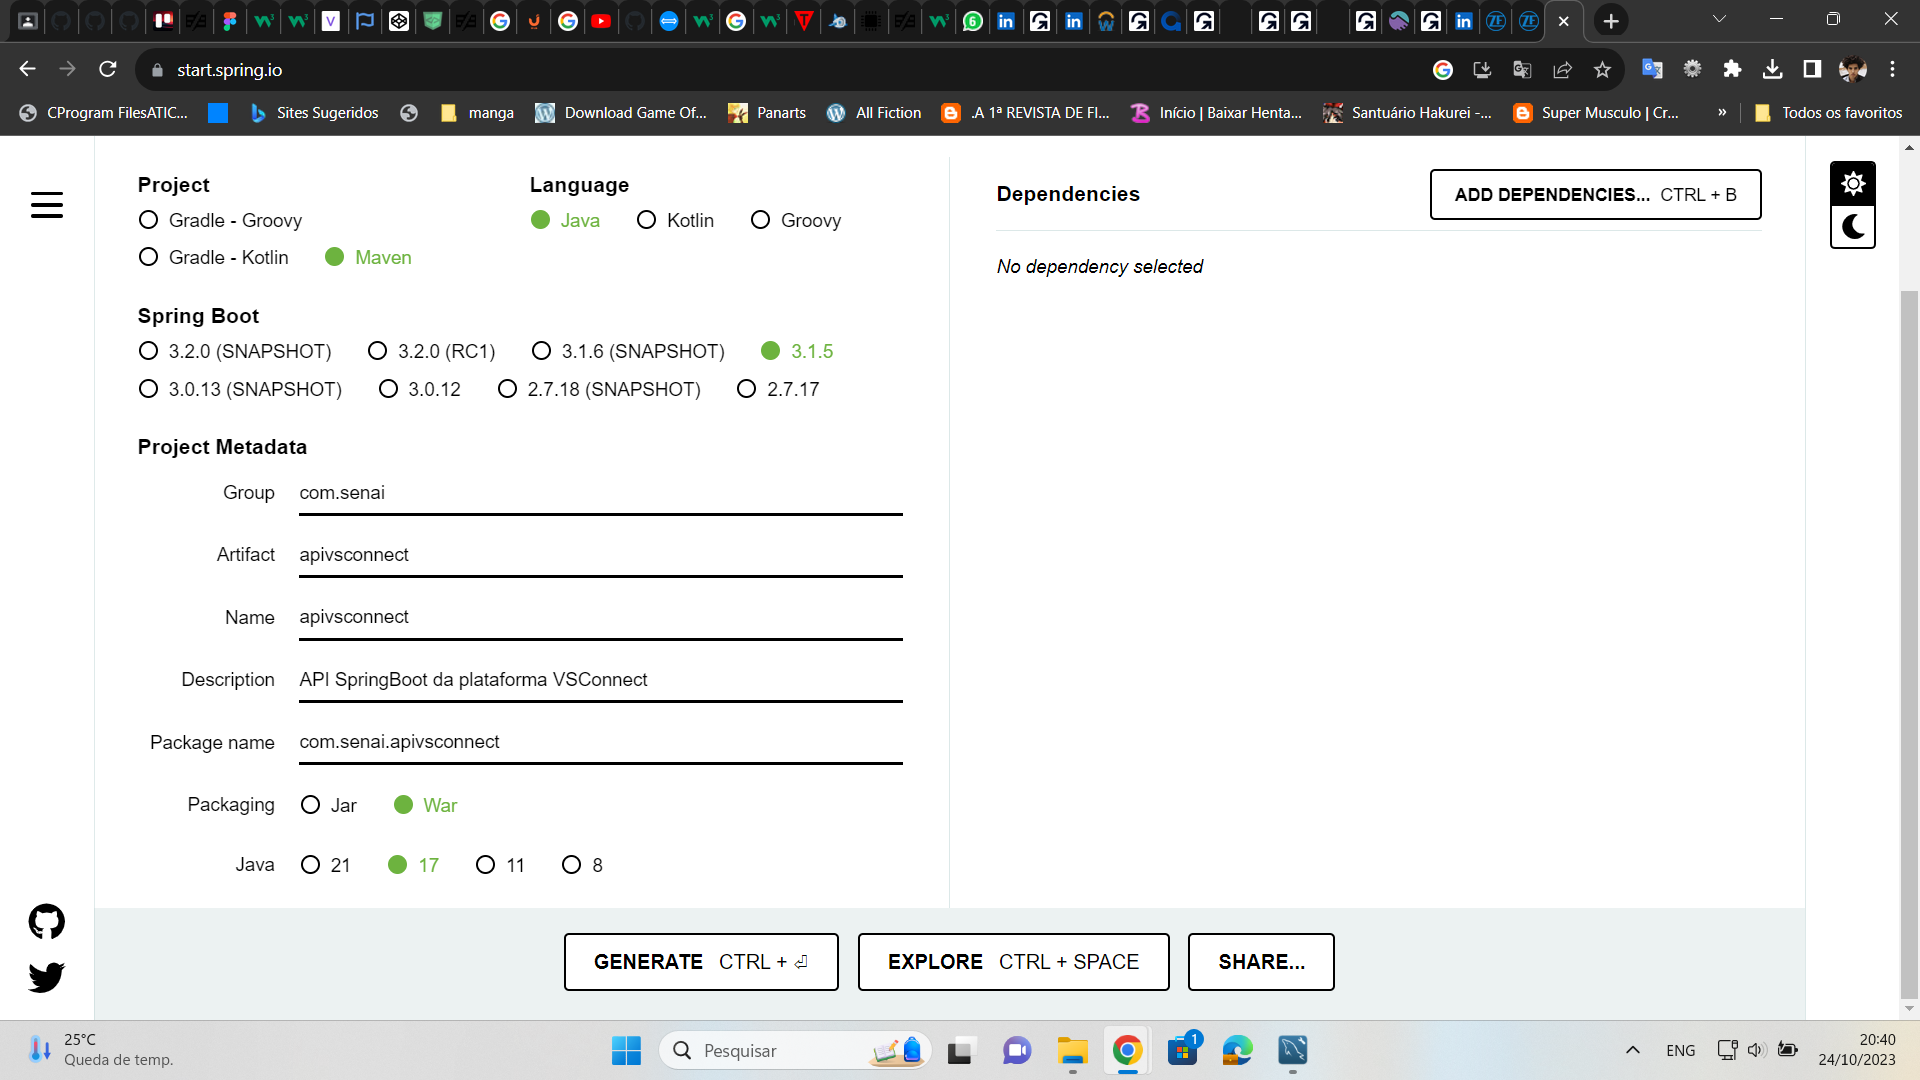 start.spring.io
CProgram FilesATIC...
Sites Sugeridos
manga
Download Game Of...
Panarts
All Fiction
.A 1ª REVISTA DE FI...
Início | Baixar Henta...
Santuário Hakurei -...
Super Musculo | Cr...
»
Todos os favoritos
Project
Gradle - Groovy
Gradle - Kotlin
Maven
Language
Java
Kotlin
Groovy
Spring Boot
3.2.0 (SNAPSHOT)
3.2.0 (RC1)
3.1.6 (SNAPSHOT)
3.1.5
3.0.13 (SNAPSHOT)
3.0.12
2.7.18 (SNAPSHOT)
2.7.17
Project Metadata
Group
com.senai
Artifact
apivsconnect
Name
apivsconnect
Description
API SpringBoot da plataforma VSConnect
Package name
com.senai.apivsconnect
Packaging
Jar
War
Java
21
17
11
8
Dependencies
ADD DEPENDENCIES... CTRL + B
No dependency selected
GENERATE CTRL + ⏎
EXPLORE CTRL + SPACE
SHARE...
25°C
Queda de temp.
Pesquisar
1
ENG
20:40
24/10/2023